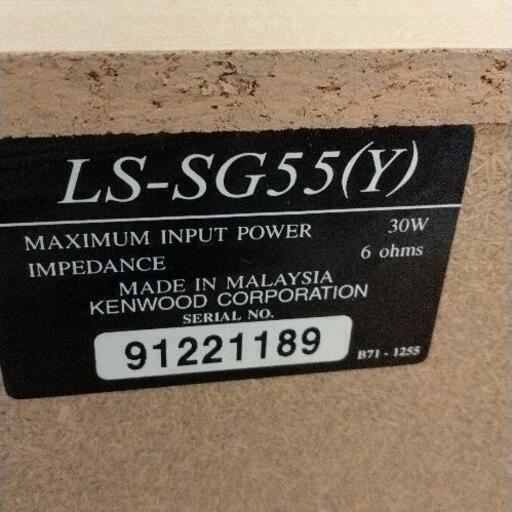 LS-SG55(Y)
MAXIMUM INPUT POWER 30W
IMPEDANCE 6 ohms
MADE IN MALAYSIA
KENWOOD CORPORATION
SERIAL NO.
91221189
B71-1255